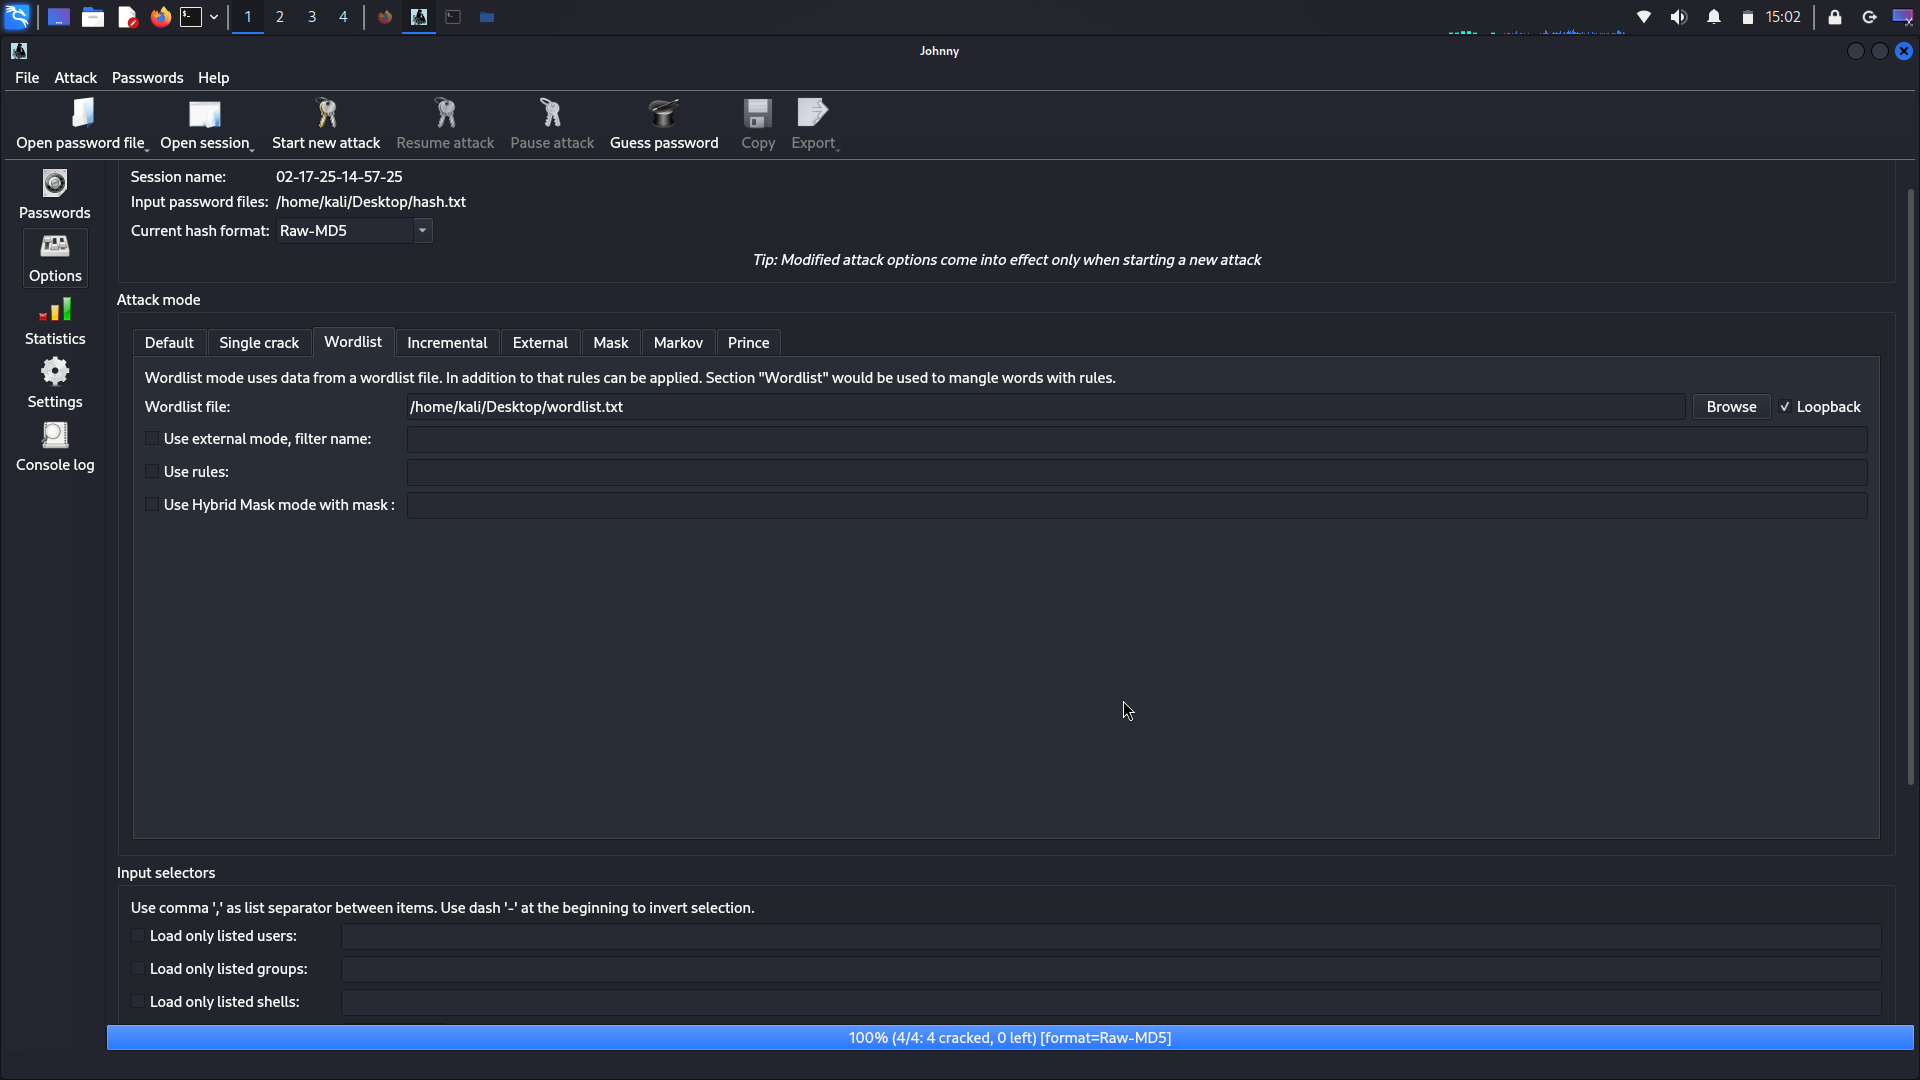 1 2 3 4 15:02
Johnny
File Attack Passwords Help
Open password file Open session Start new attack Resume attack Pause attack Guess password Copy Export
Passwords
Options
Statistics
Settings
Console log
Session name: 02-17-25-14-57-25
Input password files: /home/kali/Desktop/hash.txt
Current hash format: Raw-MD5
Tip: Modified attack options come into effect only when starting a new attack
Attack mode
Default Single crack Wordlist Incremental External Mask Markov Prince
Wordlist mode uses data from a wordlist file. In addition to that rules can be applied. Section "Wordlist" would be used to mangle words with rules.
Wordlist file: /home/kali/Desktop/wordlist.txt Browse Loopback
Use external mode, filter name:
Use rules:
Use Hybrid Mask mode with mask :
Input selectors
Use comma ',' as list separator between items. Use dash '-' at the beginning to invert selection.
Load only listed users:
Load only listed groups:
Load only listed shells:
100% (4/4: 4 cracked, 0 left) [format=Raw-MD5]